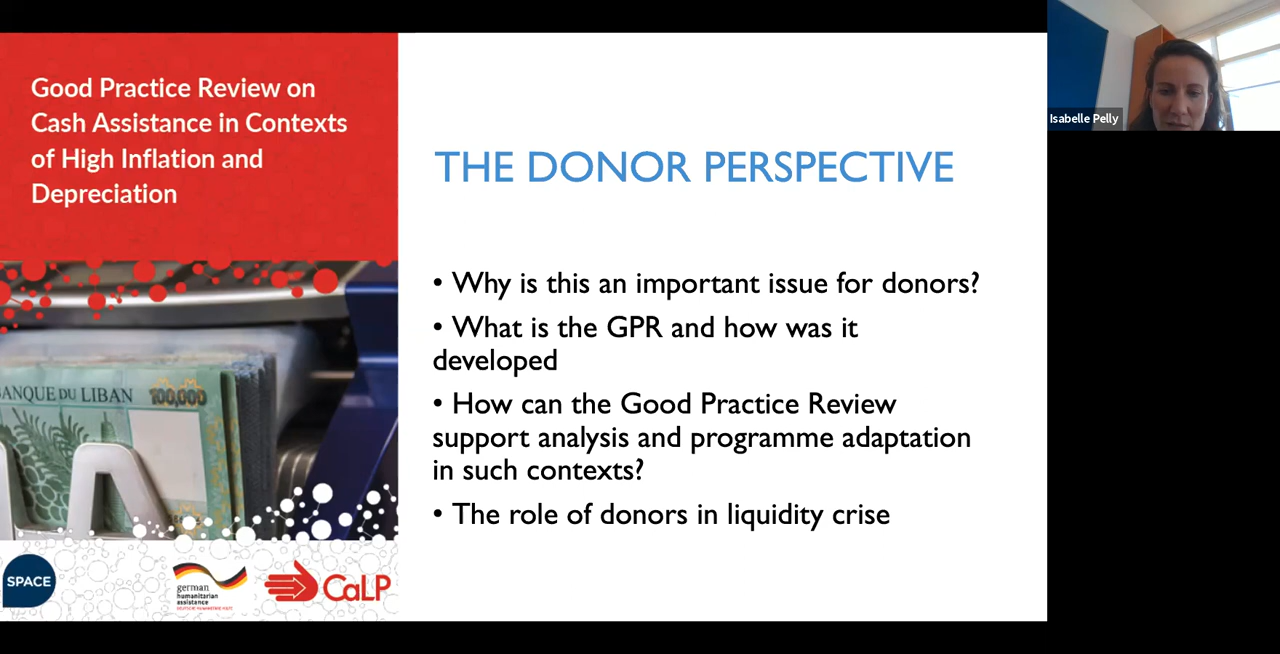 Good Practice Review on
Cash Assistance in Contexts
of High Inflation and
Depreciation
BANQUE DU LIBAN 100,000
SPACE
german
humanitarian
assistance
DEUTSCHE HUMANITÄRE HILFE
CaLP
THE DONOR PERSPECTIVE
• Why is this an important issue for donors?
• What is the GPR and how was it
developed
• How can the Good Practice Review
support analysis and programme adaptation
in such contexts?
• The role of donors in liquidity crise
Isabelle Pelly